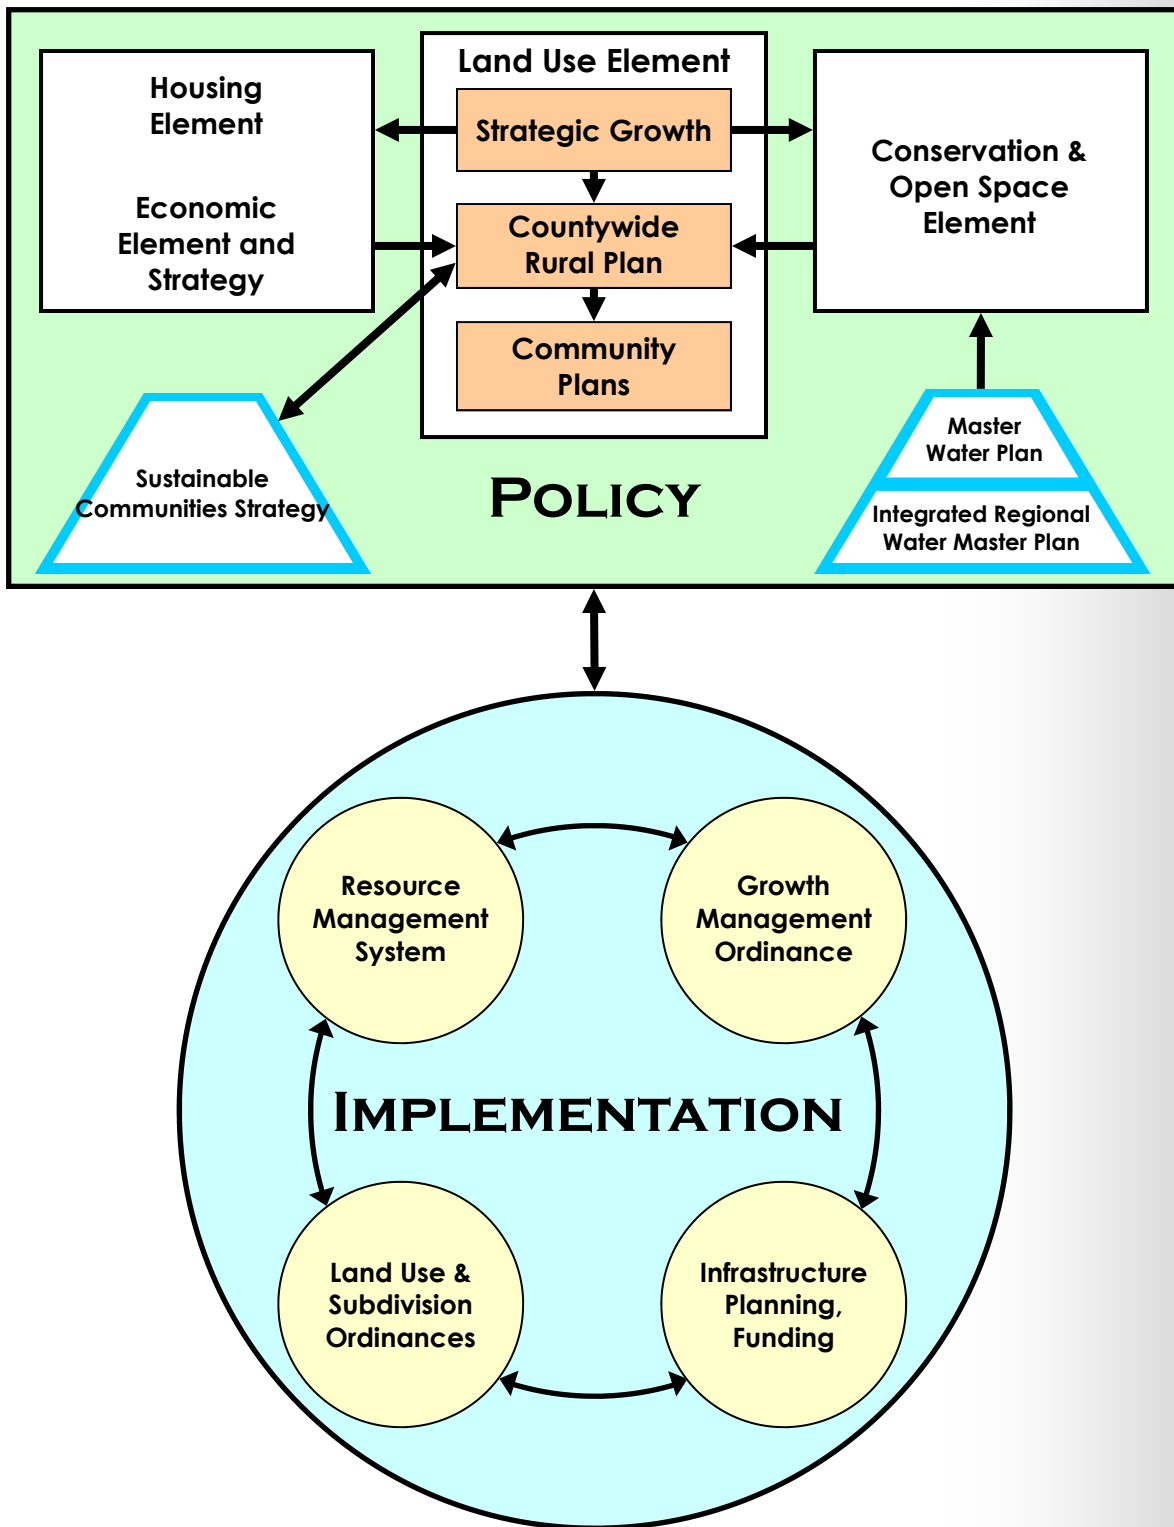 Housing
Element
Economic
Element and
Strategy
Land Use Element
Strategic Growth
Countywide
Rural Plan
Community
Plans
Conservation &
Open Space
Element
Sustainable
Communities Strategy
POLICY
Master
Water Plan
Integrated Regional
Water Master Plan
Resource
Management
System
Growth
Management
Ordinance
IMPLEMENTATION
Land Use &
Subdivision
Ordinances
Infrastructure
Planning,
Funding